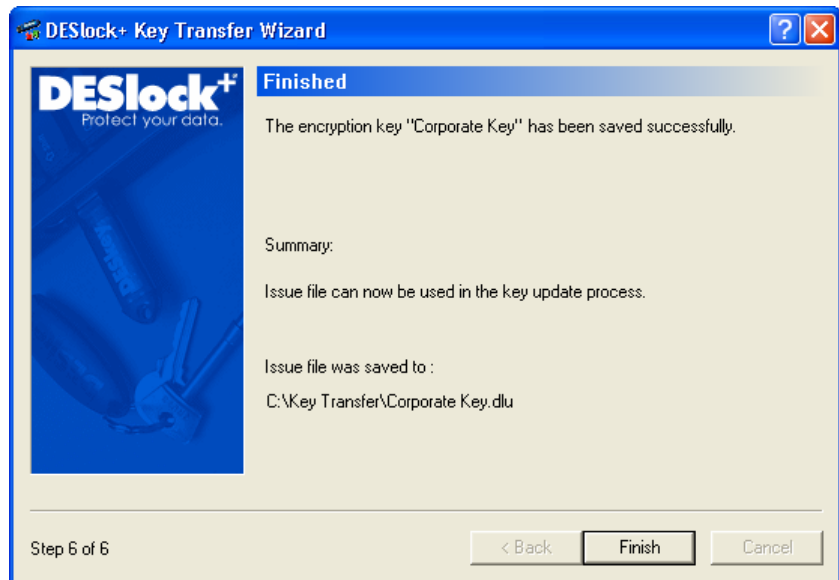 DESlock+ Key Transfer Wizard
DESlock+
Protect your data.
DESkey
Finished
The encryption key "Corporate Key" has been saved successfully.
Summary:
Issue file can now be used in the key update process.
Issue file was saved to :
C:\Key Transfer\Corporate Key.dlu
Step 6 of 6
< Back
Finish
Cancel